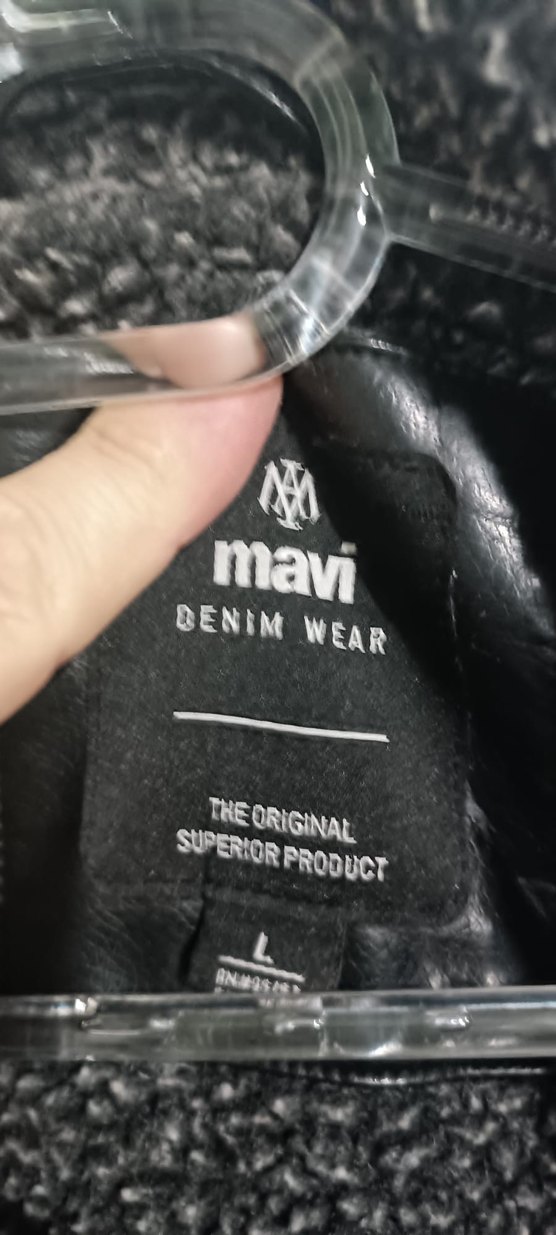 mavi
DENIM WEAR
THE ORIGINAL
SUPERIOR PRODUCT
L